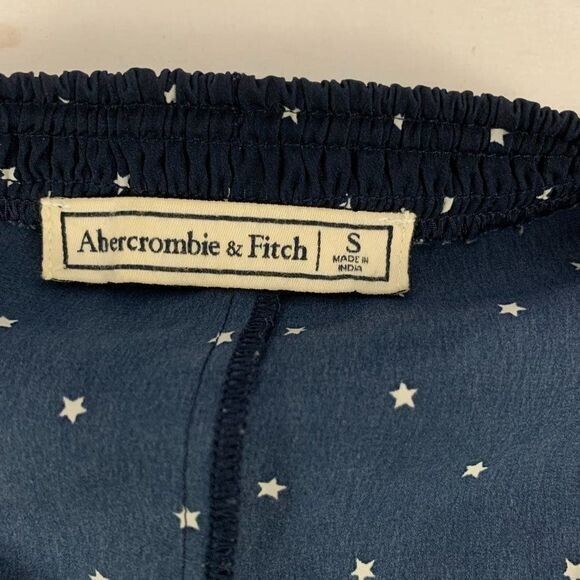 Abercrombie & Fitch
S
MADE IN
INDIA